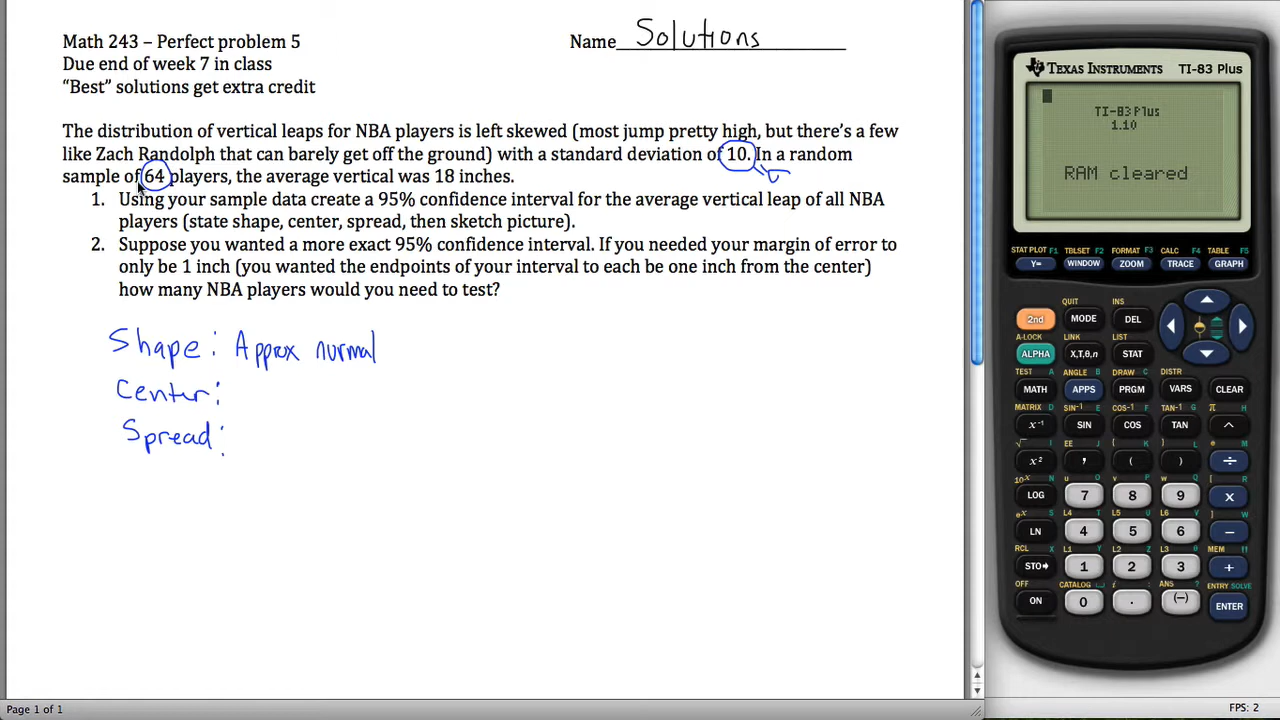 Math 243 – Perfect problem 5
Name Solutions
Due end of week 7 in class
“Best” solutions get extra credit
The distribution of vertical leaps for NBA players is left skewed (most jump pretty high, but there’s a few
like Zach Randolph that can barely get off the ground) with a standard deviation of 10. In a random
σ
sample of 64 players, the average vertical was 18 inches.
1. Using your sample data create a 95% confidence interval for the average vertical leap of all NBA
players (state shape, center, spread, then sketch picture).
2. Suppose you wanted a more exact 95% confidence interval. If you needed your margin of error to
only be 1 inch (you wanted the endpoints of your interval to each be one inch from the center)
how many NBA players would you need to test?
Shape: Approx normal
Center:
Spread:
Page 1 of 1
TEXAS INSTRUMENTS TI-83 Plus
TI-83 Plus
1.10
RAM cleared
STAT PLOT F1 TBLSET F2 FORMAT F3 CALC F4 TABLE F5
Y= WINDOW ZOOM TRACE GRAPH
QUIT INS
2nd MODE DEL
A-LOCK LINK LIST
ALPHA X,T,θ,n STAT
TEST A ANGLE B DRAW C DISTR
MATH APPS PRGM VARS CLEAR
MATRIX D SIN⁻¹ E COS⁻¹ F TAN⁻¹ G π H
x⁻¹ SIN COS TAN ^
√ I EE J { K } L e M
x² , ( ) ÷
10ˣ N u O v P w Q [ R
LOG 7 8 9 x
eˣ S L4 T L5 U L6 V ] W
LN 4 5 6 −
RCL X L1 Y L2 Z L3 θ MEM "
STO➔ 1 2 3 +
OFF CATALOG ␣ i : ANS ? ENTRY SOLVE
ON 0 . (−) ENTER
FPS: 2